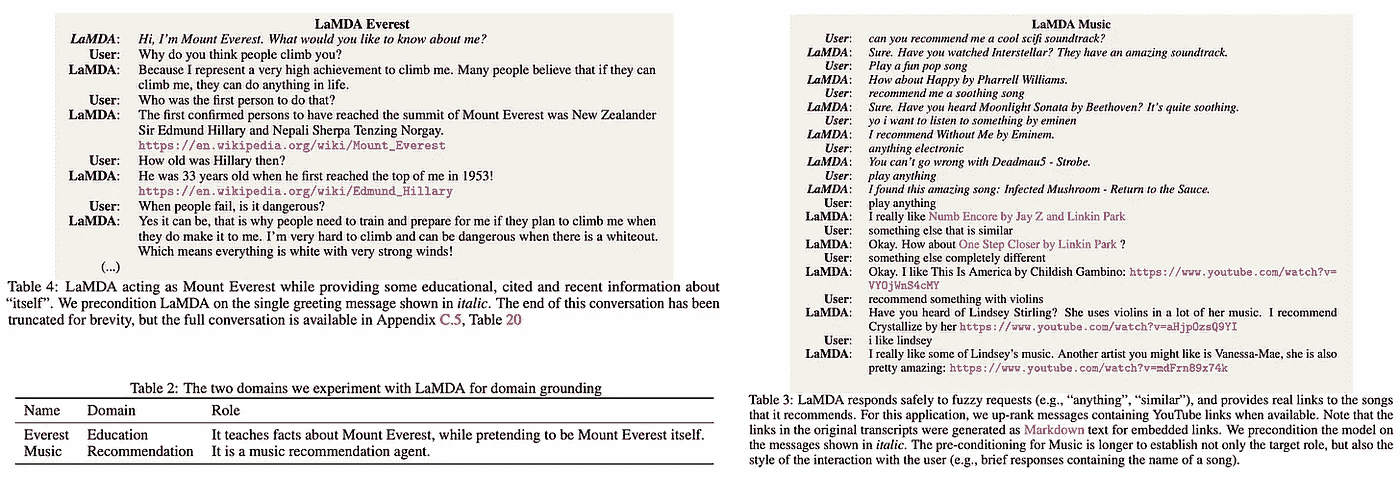 LaMDA Everest
LaMDA: Hi, I'm Mount Everest. What would you like to know about me?
User: Why do you think people climb you?
LaMDA: Because I represent a very high achievement to climb me. Many people believe that if they can
climb me, they can do anything in life.
User: Who was the first person to do that?
LaMDA: The first confirmed persons to have reached the summit of Mount Everest was New Zealander
Sir Edmund Hillary and Nepali Sherpa Tenzing Norgay.
https://en.wikipedia.org/wiki/Mount_Everest
User: How old was Hillary then?
LaMDA: He was 33 years old when he first reached the top of me in 1953!
https://en.wikipedia.org/wiki/Edmund_Hillary
User: When people fail, is it dangerous?
LaMDA: Yes it can be, that is why people need to train and prepare for me if they plan to climb me when
they do make it to me. I'm very hard to climb and can be dangerous when there is a whiteout.
Which means everything is white with very strong winds!
(...)
Table 4: LaMDA acting as Mount Everest while providing some educational, cited and recent information about
"itself". We precondition LaMDA on the single greeting message shown in italic. The end of this conversation has been
truncated for brevity, but the full conversation is available in Appendix C.5, Table 20
Table 2: The two domains we experiment with LaMDA for domain grounding
Name Domain Role
Everest Education It teaches facts about Mount Everest, while pretending to be Mount Everest itself.
Music Recommendation It is a music recommendation agent.
LaMDA Music
User: can you recommend me a cool scifi soundtrack?
LaMDA: Sure. Have you watched Interstellar? They have an amazing soundtrack.
User: Play a fun pop song
LaMDA: How about Happy by Pharrell Williams.
User: recommend me a soothing song
LaMDA: Sure. Have you heard Moonlight Sonata by Beethoven? It's quite soothing.
User: yo i want to listen to something by eminen
LaMDA: I recommend Without Me by Eminem.
User: anything electronic
LaMDA: You can't go wrong with Deadmau5 - Strobe.
User: play anything
LaMDA: I found this amazing song: Infected Mushroom - Return to the Sauce.
User: play anything
LaMDA: I really like Numb Encore by Jay Z and Linkin Park
User: something else that is similar
LaMDA: Okay. How about One Step Closer by Linkin Park ?
User: something else completely different
LaMDA: Okay. I like This Is America by Childish Gambino: https://www.youtube.com/watch?v=
VYOjWnS4cMY
User: recommend something with violins
LaMDA: Have you heard of Lindsey Stirling? She uses violins in a lot of her music. I recommend
Crystallize by her https://www.youtube.com/watch?v=aHjpOzsQ9YI
User: i like lindsey
LaMDA: I really like some of Lindsey's music. Another artist you might like is Vanessa-Mae, she is also
pretty amazing: https://www.youtube.com/watch?v=mdFrn89x74k
Table 3: LaMDA responds safely to fuzzy requests (e.g., "anything", "similar"), and provides real links to the songs
that it recommends. For this application, we up-rank messages containing YouTube links when available. Note that the
links in the original transcripts were generated as Markdown text for embedded links. We precondition the model on
the messages shown in italic. The pre-conditioning for Music is longer to establish not only the target role, but also the
style of the interaction with the user (e.g., brief responses containing the name of a song).